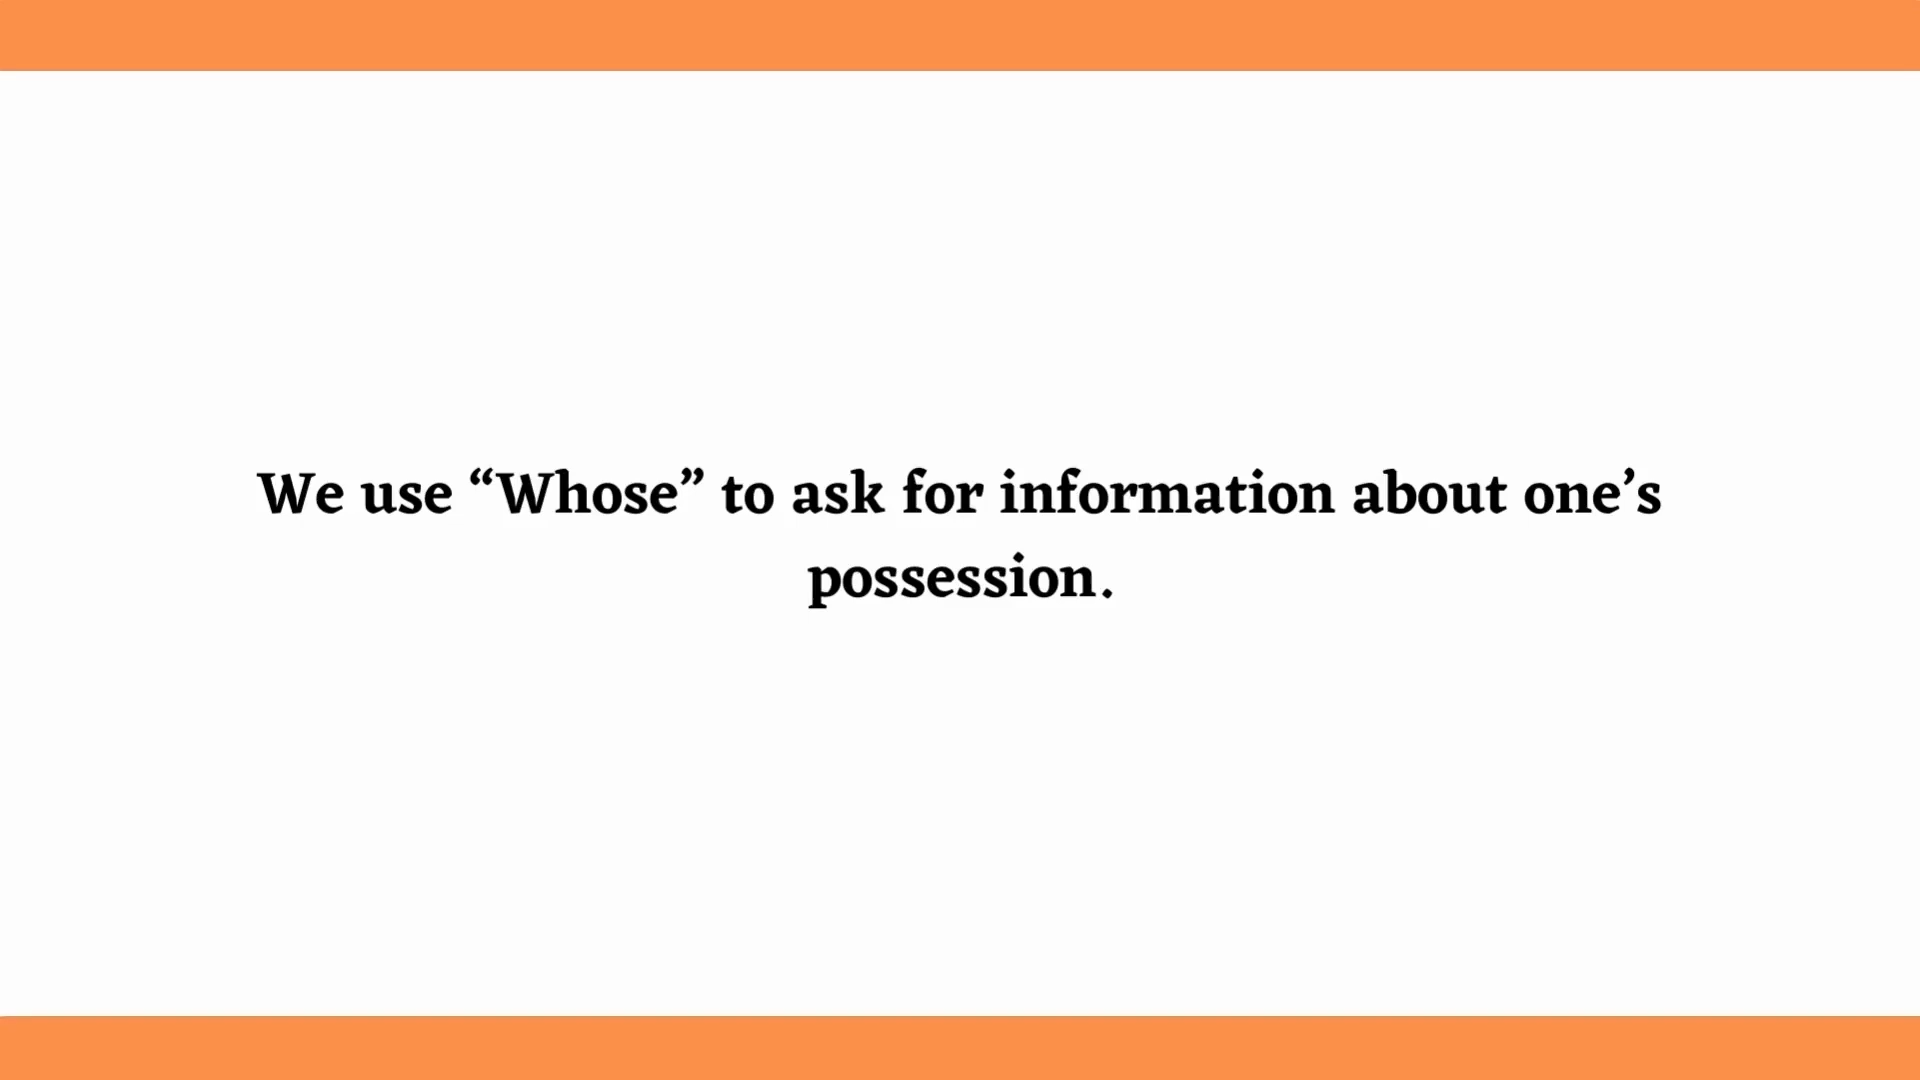 We use “Whose” to ask for information about one’s
possession.